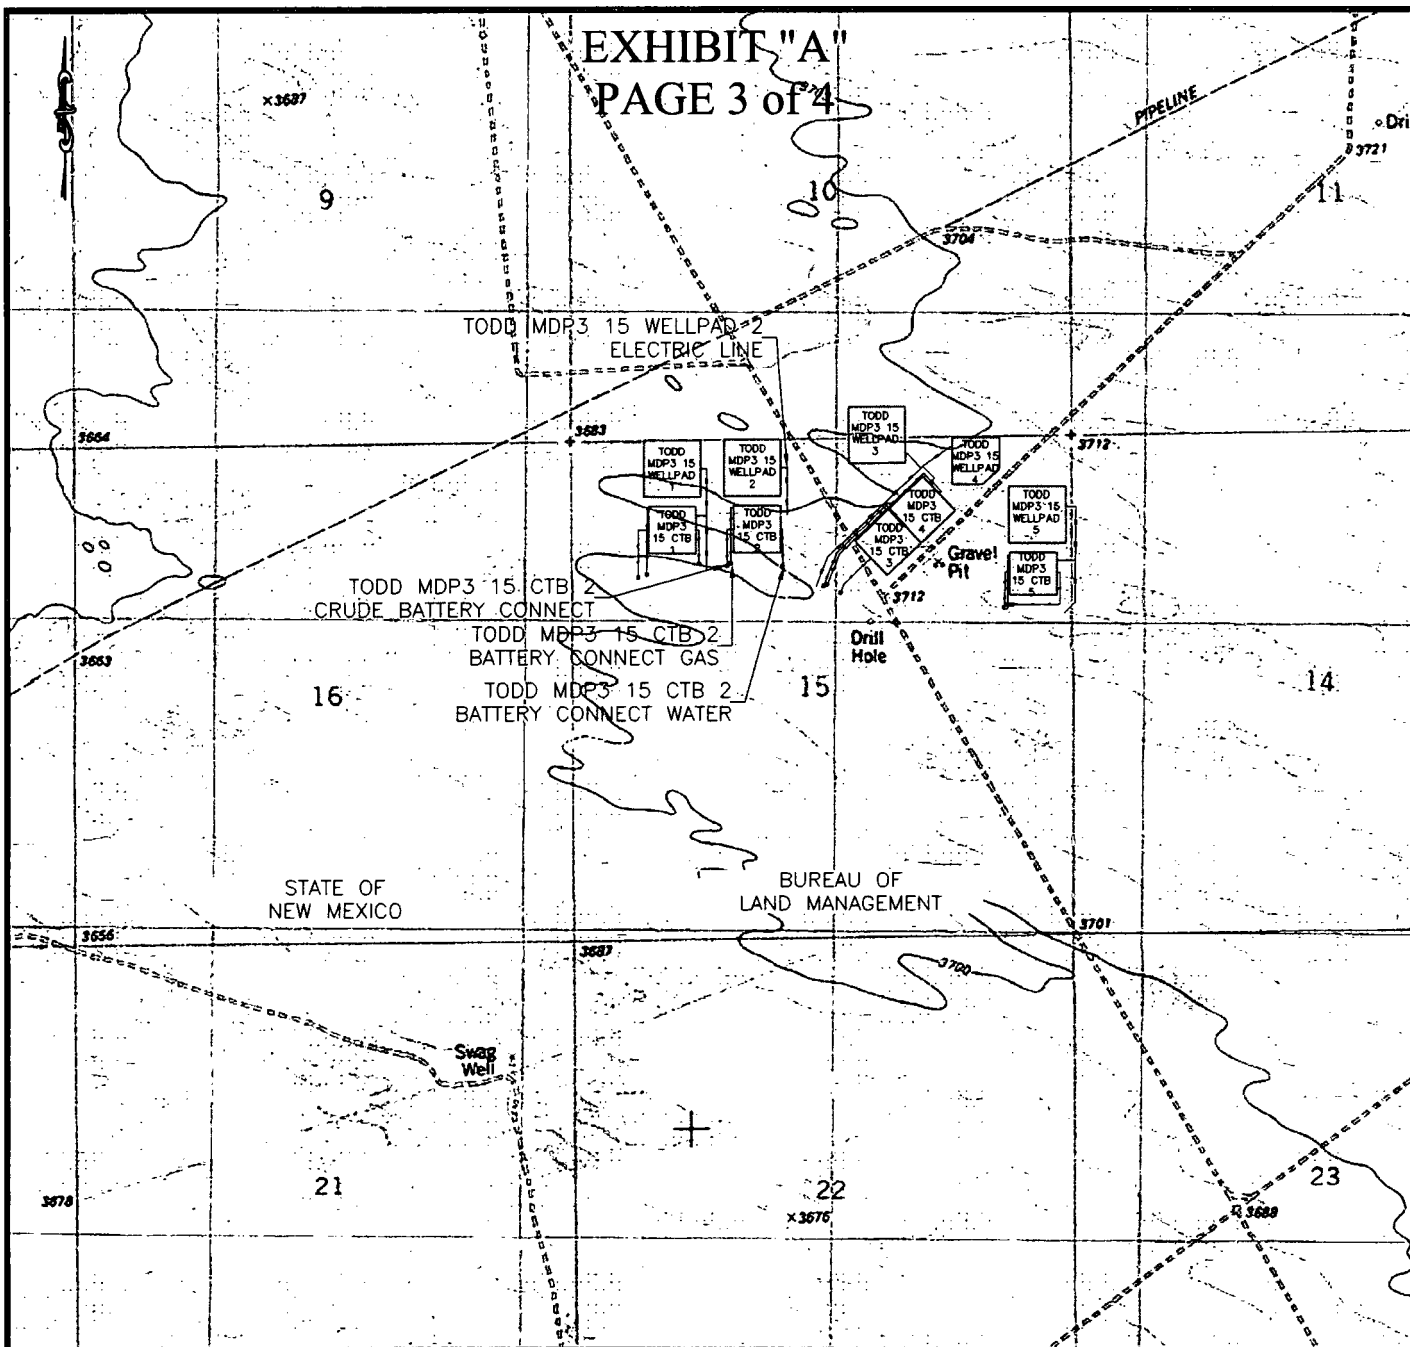 EXHIBIT "A"
PAGE 3 of 4
×3687
PIPELINE
Dri
3721
9
10
11
3704
TODD MDP3 15 WELLPAD 2
ELECTRIC LINE
3664
3683
3712
TODD
MDP3 15
WELLPAD
1
TODD
MDP3 15
WELLPAD
2
TODD
MDP3 15
WELLPAD
3
TODD
MDP3 15
WELLPAD
4
TODD
MDP3 15
WELLPAD
5
TODD
MDP3
15 CTB
1
TODD
MDP3
15 CTB
2
TODD
MDP3
15 CTB
3
TODD
MDP3
15 CTB
4
TODD
MDP3
15 CTB
5
Gravel
Pit
3712
Drill
Hole
TODD MDP3 15 CTB 2
CRUDE BATTERY CONNECT
TODD MDP3 15 CTB 2
BATTERY CONNECT GAS
TODD MDP3 15 CTB 2
BATTERY CONNECT WATER
3663
16
15
14
STATE OF
NEW MEXICO
BUREAU OF
LAND MANAGEMENT
3656
3687
3701
3700
Swag
Well
21
22
23
3678
×3676
3688